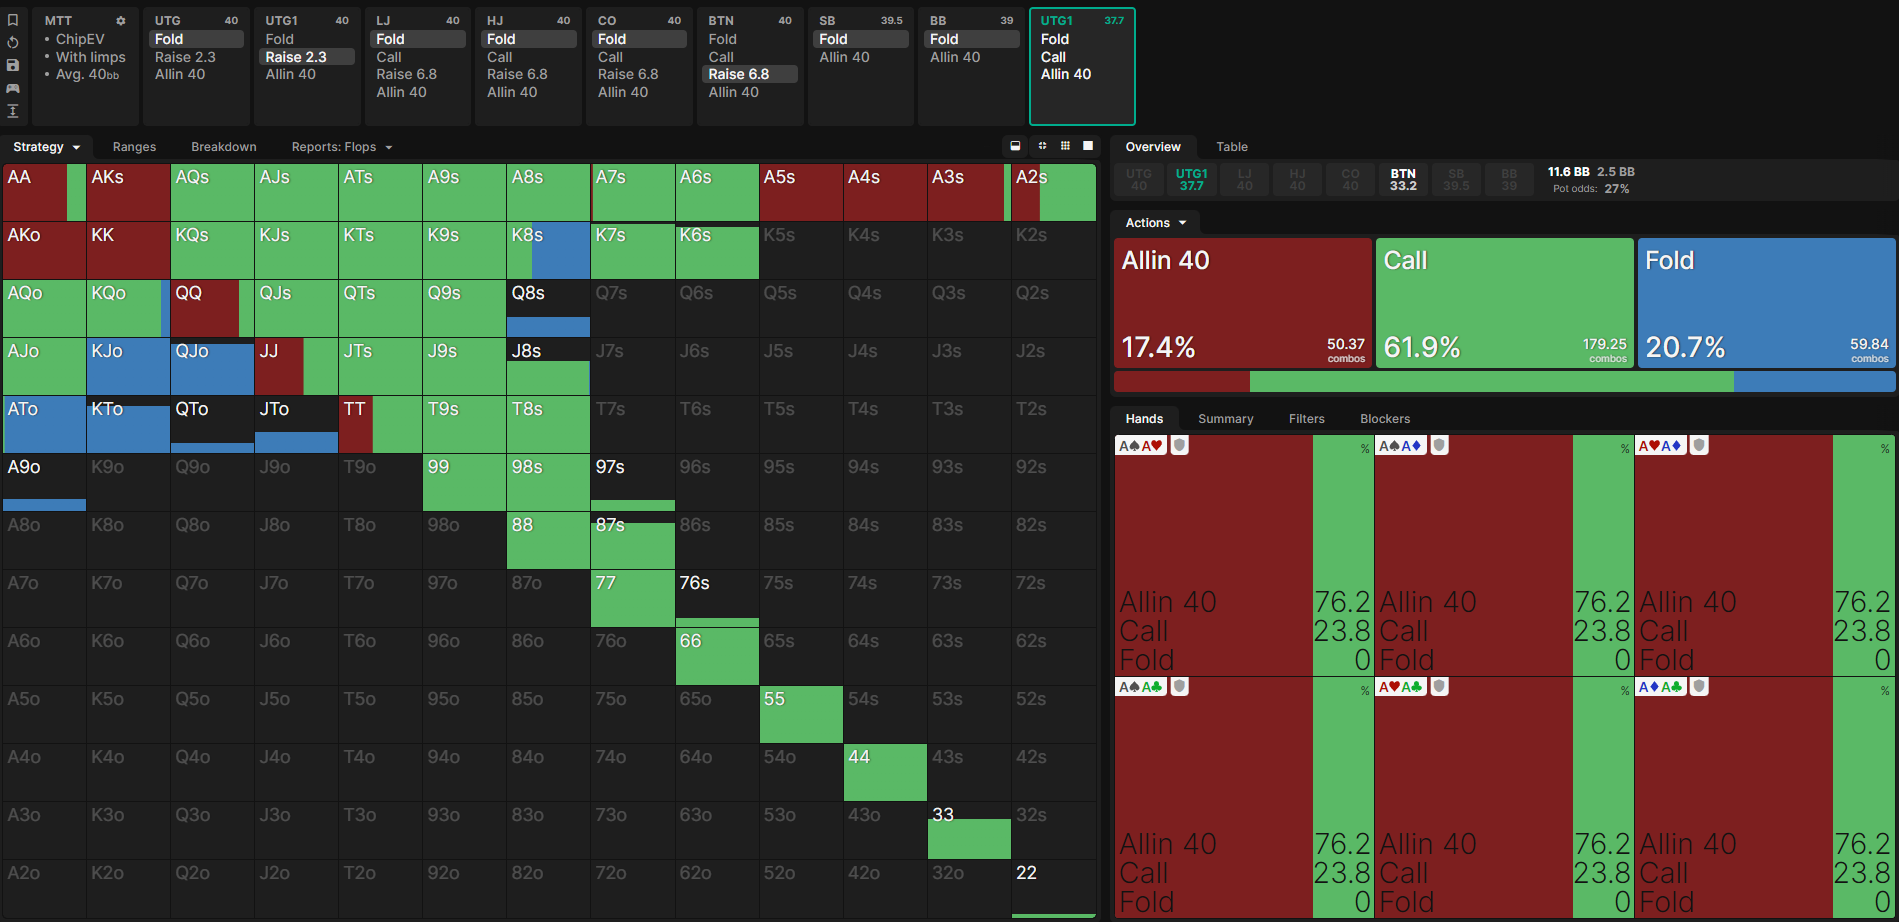 MTT
• ChipEV
• With limps
• Avg. 40bb
UTG 40
Fold
Raise 2.3
Allin 40
UTG1 40
Fold
Raise 2.3
Allin 40
LJ 40
Fold
Call
Raise 6.8
Allin 40
HJ 40
Fold
Call
Raise 6.8
Allin 40
CO 40
Fold
Call
Raise 6.8
Allin 40
BTN 40
Fold
Call
Raise 6.8
Allin 40
SB 39.5
Fold
Allin 40
BB 39
Fold
Allin 40
UTG1 37.7
Fold
Call
Allin 40
Strategy Ranges Breakdown Reports: Flops
AA AKs AQs AJs ATs A9s A8s A7s A6s A5s A4s A3s A2s
AKo KK KQs KJs KTs K9s K8s K7s K6s K5s K4s K3s K2s
AQo KQo QQ QJs QTs Q9s Q8s Q7s Q6s Q5s Q4s Q3s Q2s
AJo KJo QJo JJ JTs J9s J8s J7s J6s J5s J4s J3s J2s
ATo KTo QTo JTo TT T9s T8s T7s T6s T5s T4s T3s T2s
A9o K9o Q9o J9o T9o 99 98s 97s 96s 95s 94s 93s 92s
A8o K8o Q8o J8o T8o 98o 88 87s 86s 85s 84s 83s 82s
A7o K7o Q7o J7o T7o 97o 87o 77 76s 75s 74s 73s 72s
A6o K6o Q6o J6o T6o 96o 86o 76o 66 65s 64s 63s 62s
A5o K5o Q5o J5o T5o 95o 85o 75o 65o 55 54s 53s 52s
A4o K4o Q4o J4o T4o 94o 84o 74o 64o 54o 44 43s 42s
A3o K3o Q3o J3o T3o 93o 83o 73o 63o 53o 43o 33 32s
A2o K2o Q2o J2o T2o 92o 82o 72o 62o 52o 42o 32o 22
Overview Table
UTG UTG1 LJ HJ CO BTN SB BB 11.6 BB 2.5 BB
40 37.7 40 40 40 33.2 39.5 39 Pot odds: 27%
Actions
Allin 40
17.4% 50.37
combos
Call
61.9% 179.25
combos
Fold
20.7% 59.84
combos
Hands Summary Filters Blockers
A♠A♥ %
Allin 40 76.2
Call 23.8
Fold 0
A♠A♦ %
Allin 40 76.2
Call 23.8
Fold 0
A♥A♦ %
Allin 40 76.2
Call 23.8
Fold 0
A♠A♣ %
Allin 40 76.2
Call 23.8
Fold 0
A♥A♣ %
Allin 40 76.2
Call 23.8
Fold 0
A♦A♣ %
Allin 40 76.2
Call 23.8
Fold 0